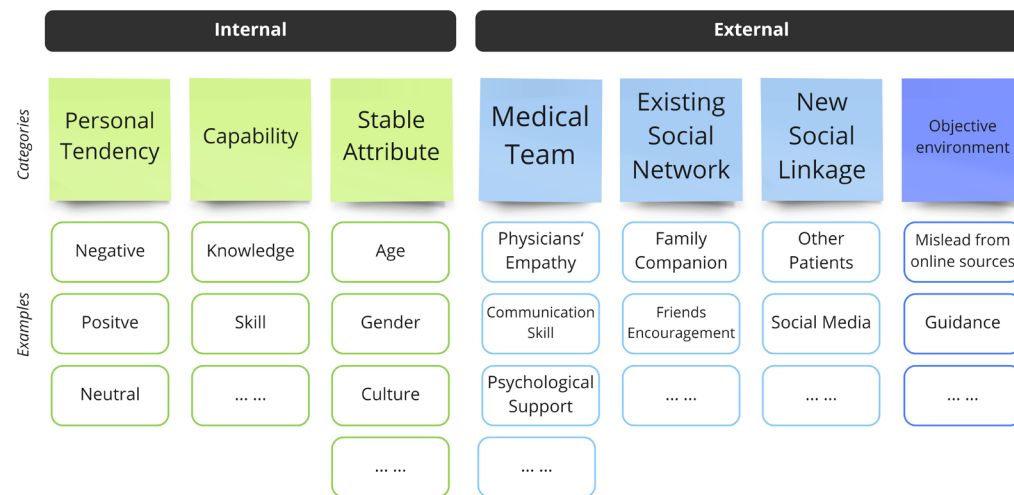 Internal
External
Categories
Personal
Tendency
Capability
Stable
Attribute
Medical
Team
Existing
Social
Network
New
Social
Linkage
Objective
environment
Examples
Negative
Knowledge
Age
Physicians‘
Empathy
Family
Companion
Other
Patients
Mislead from
online sources
Positve
Skill
Gender
Communication
Skill
Friends
Encouragement
Social Media
Guidance
Neutral
... ...
Culture
Psychological
Support
... ...
... ...
... ...
... ...
... ...